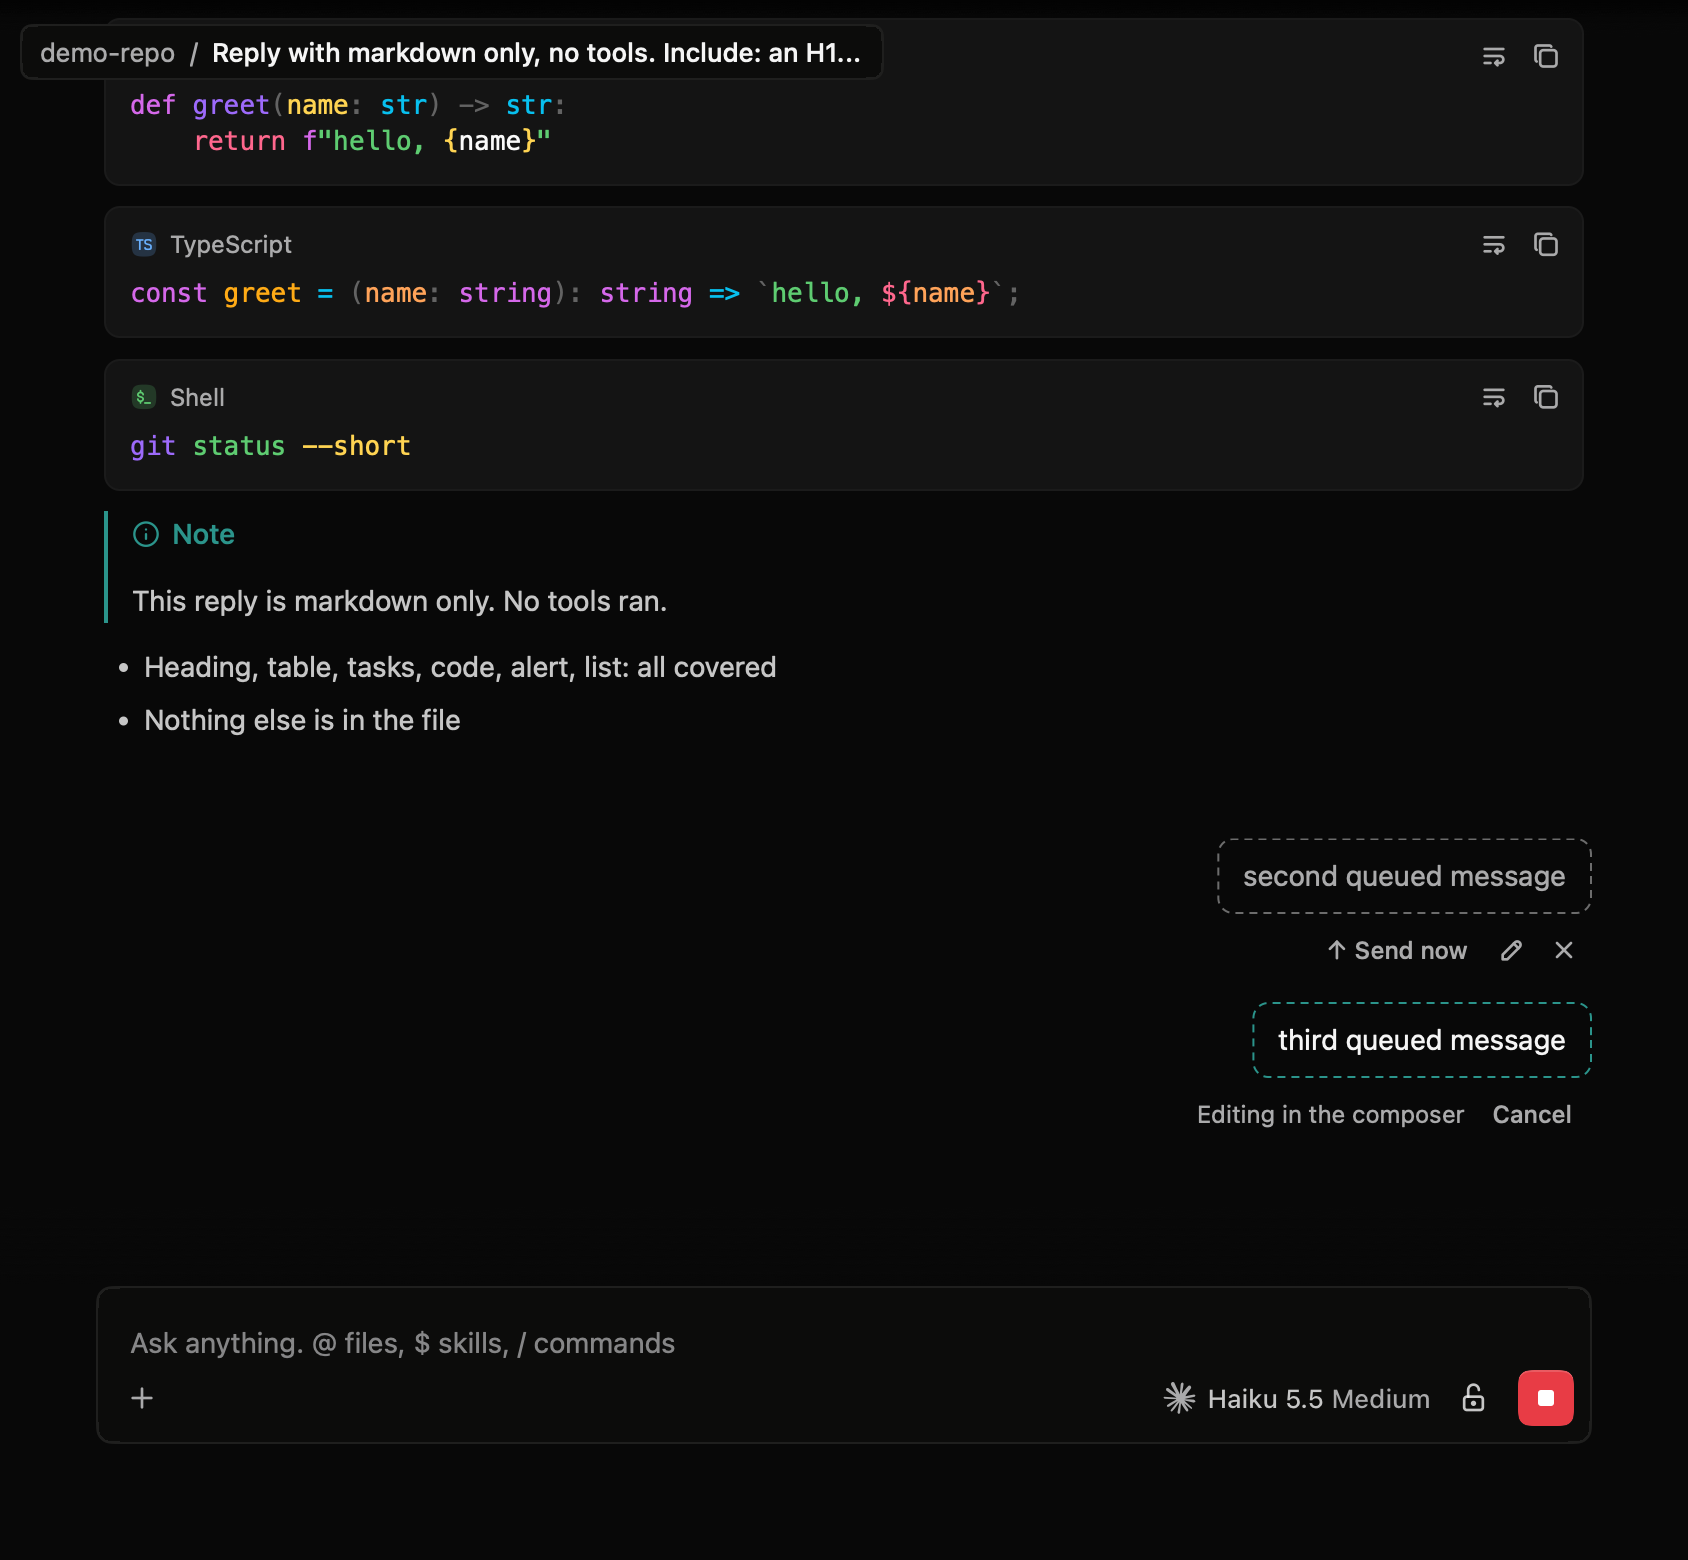 demo-repo / Reply with markdown only, no tools. Include: an H1...
def greet(name: str) -> str:
    return f"hello, {name}"
TS TypeScript
const greet = (name: string): string => `hello, ${name}`;
$_ Shell
git status --short
Note
This reply is markdown only. No tools ran.
• Heading, table, tasks, code, alert, list: all covered
• Nothing else is in the file
second queued message
↑ Send now
third queued message
Editing in the composer Cancel
Ask anything. @ files, $ skills, / commands
Haiku 5.5 Medium